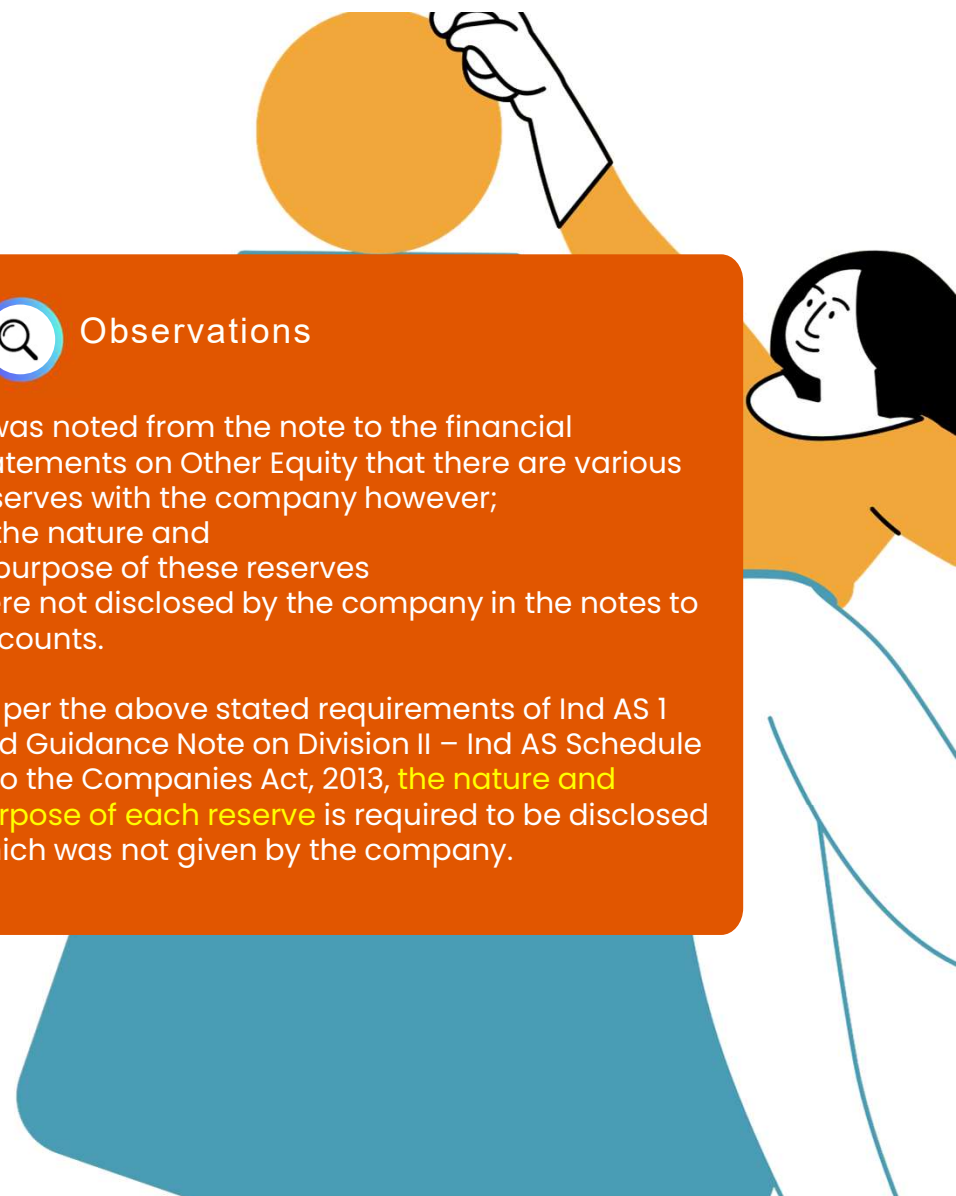 Observations
was noted from the note to the financial
atements on Other Equity that there are various
serves with the company however;
the nature and
purpose of these reserves
ere not disclosed by the company in the notes to
counts.
per the above stated requirements of Ind AS 1
d Guidance Note on Division II – Ind AS Schedule
o the Companies Act, 2013, the nature and
rpose of each reserve is required to be disclosed
hich was not given by the company.